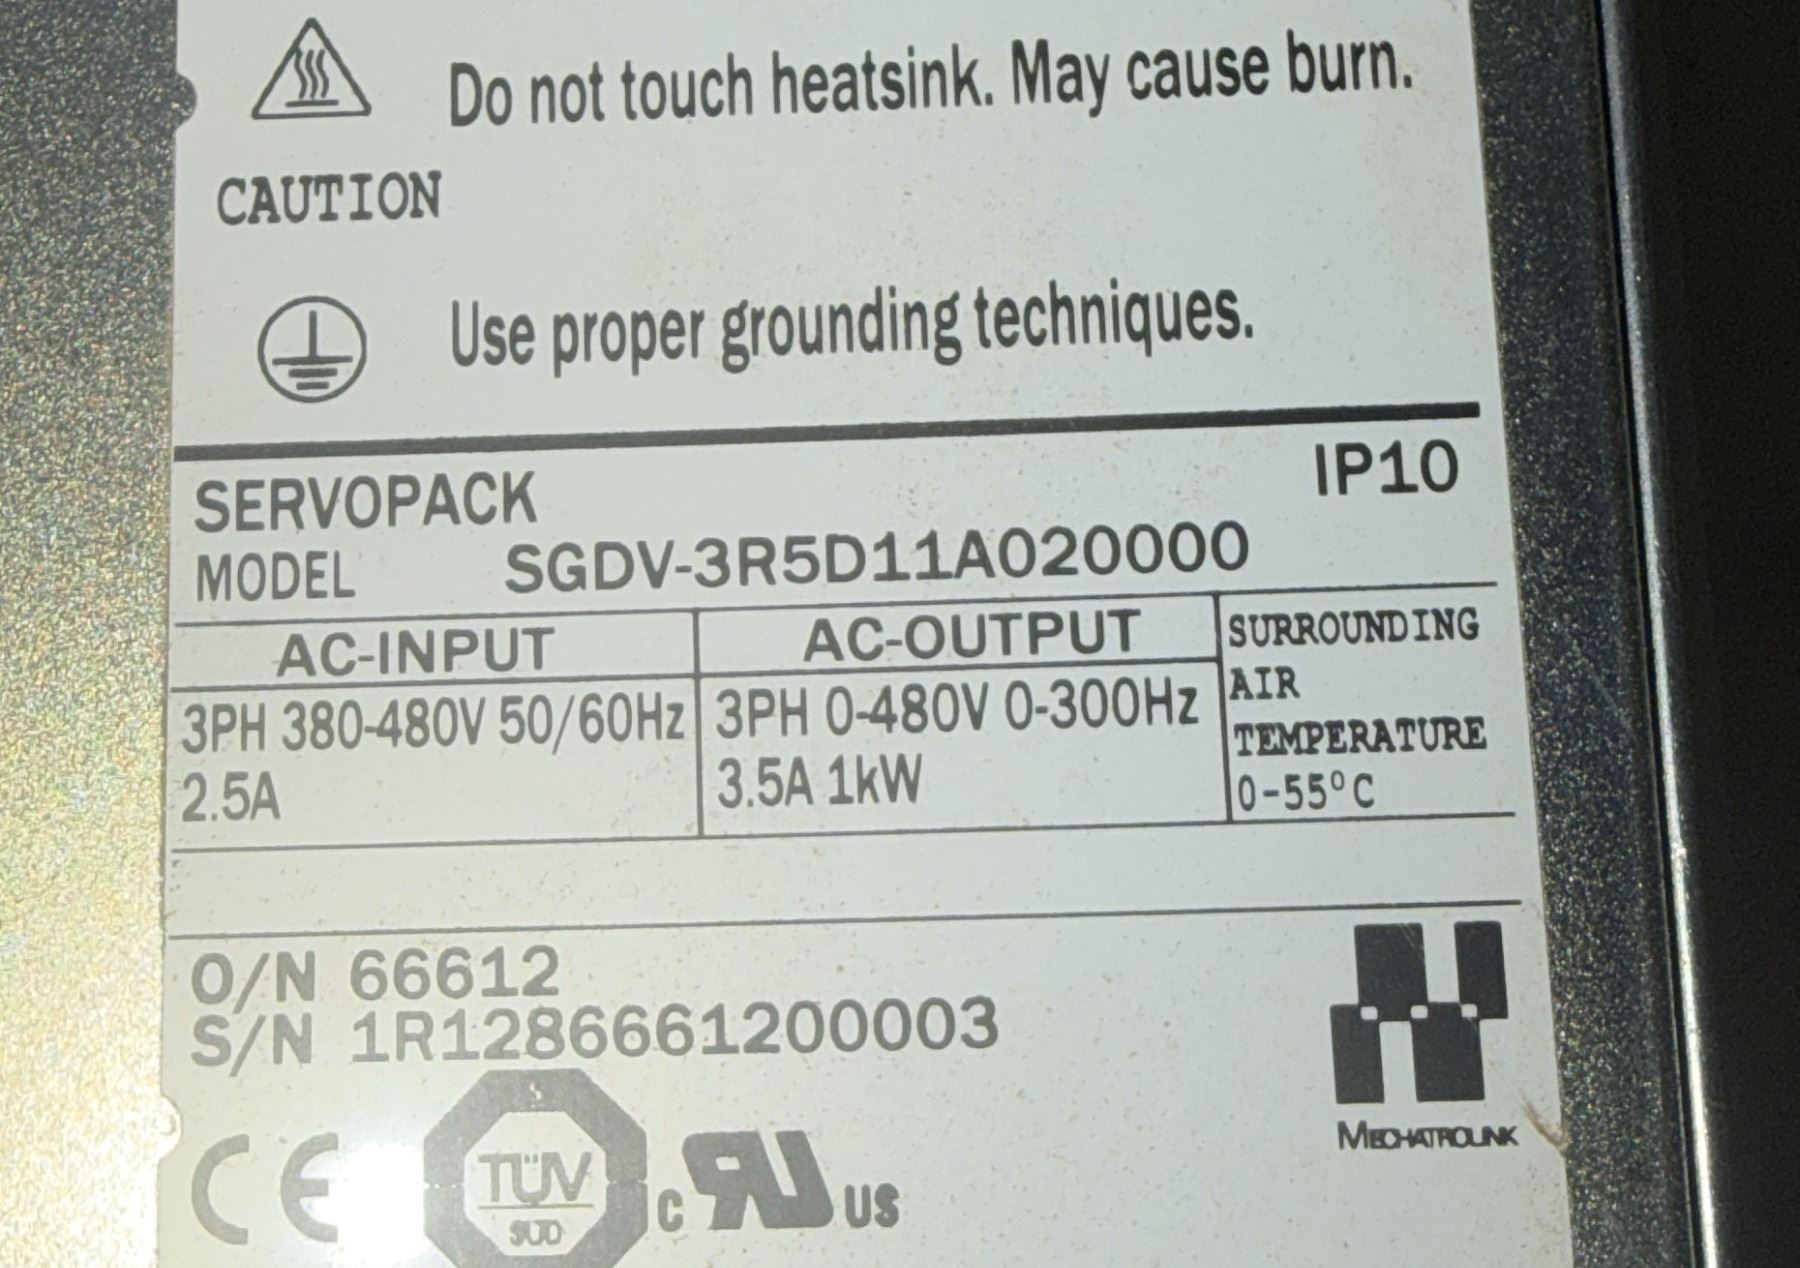 Do not touch heatsink. May cause burn.
CAUTION
Use proper grounding techniques.
IP10
SERVOPACK
MODEL SGDV-3R5D11A020000
AC-INPUT
3PH 380-480V 50/60Hz
2.5A
AC-OUTPUT
3PH 0-480V 0-300Hz
3.5A 1kW
SURROUNDING
AIR
TEMPERATURE
0-55°C
O/N 66612
S/N 1R1286661200003
MECHATROLINK
CE
TÜV
SÜD
c RU US